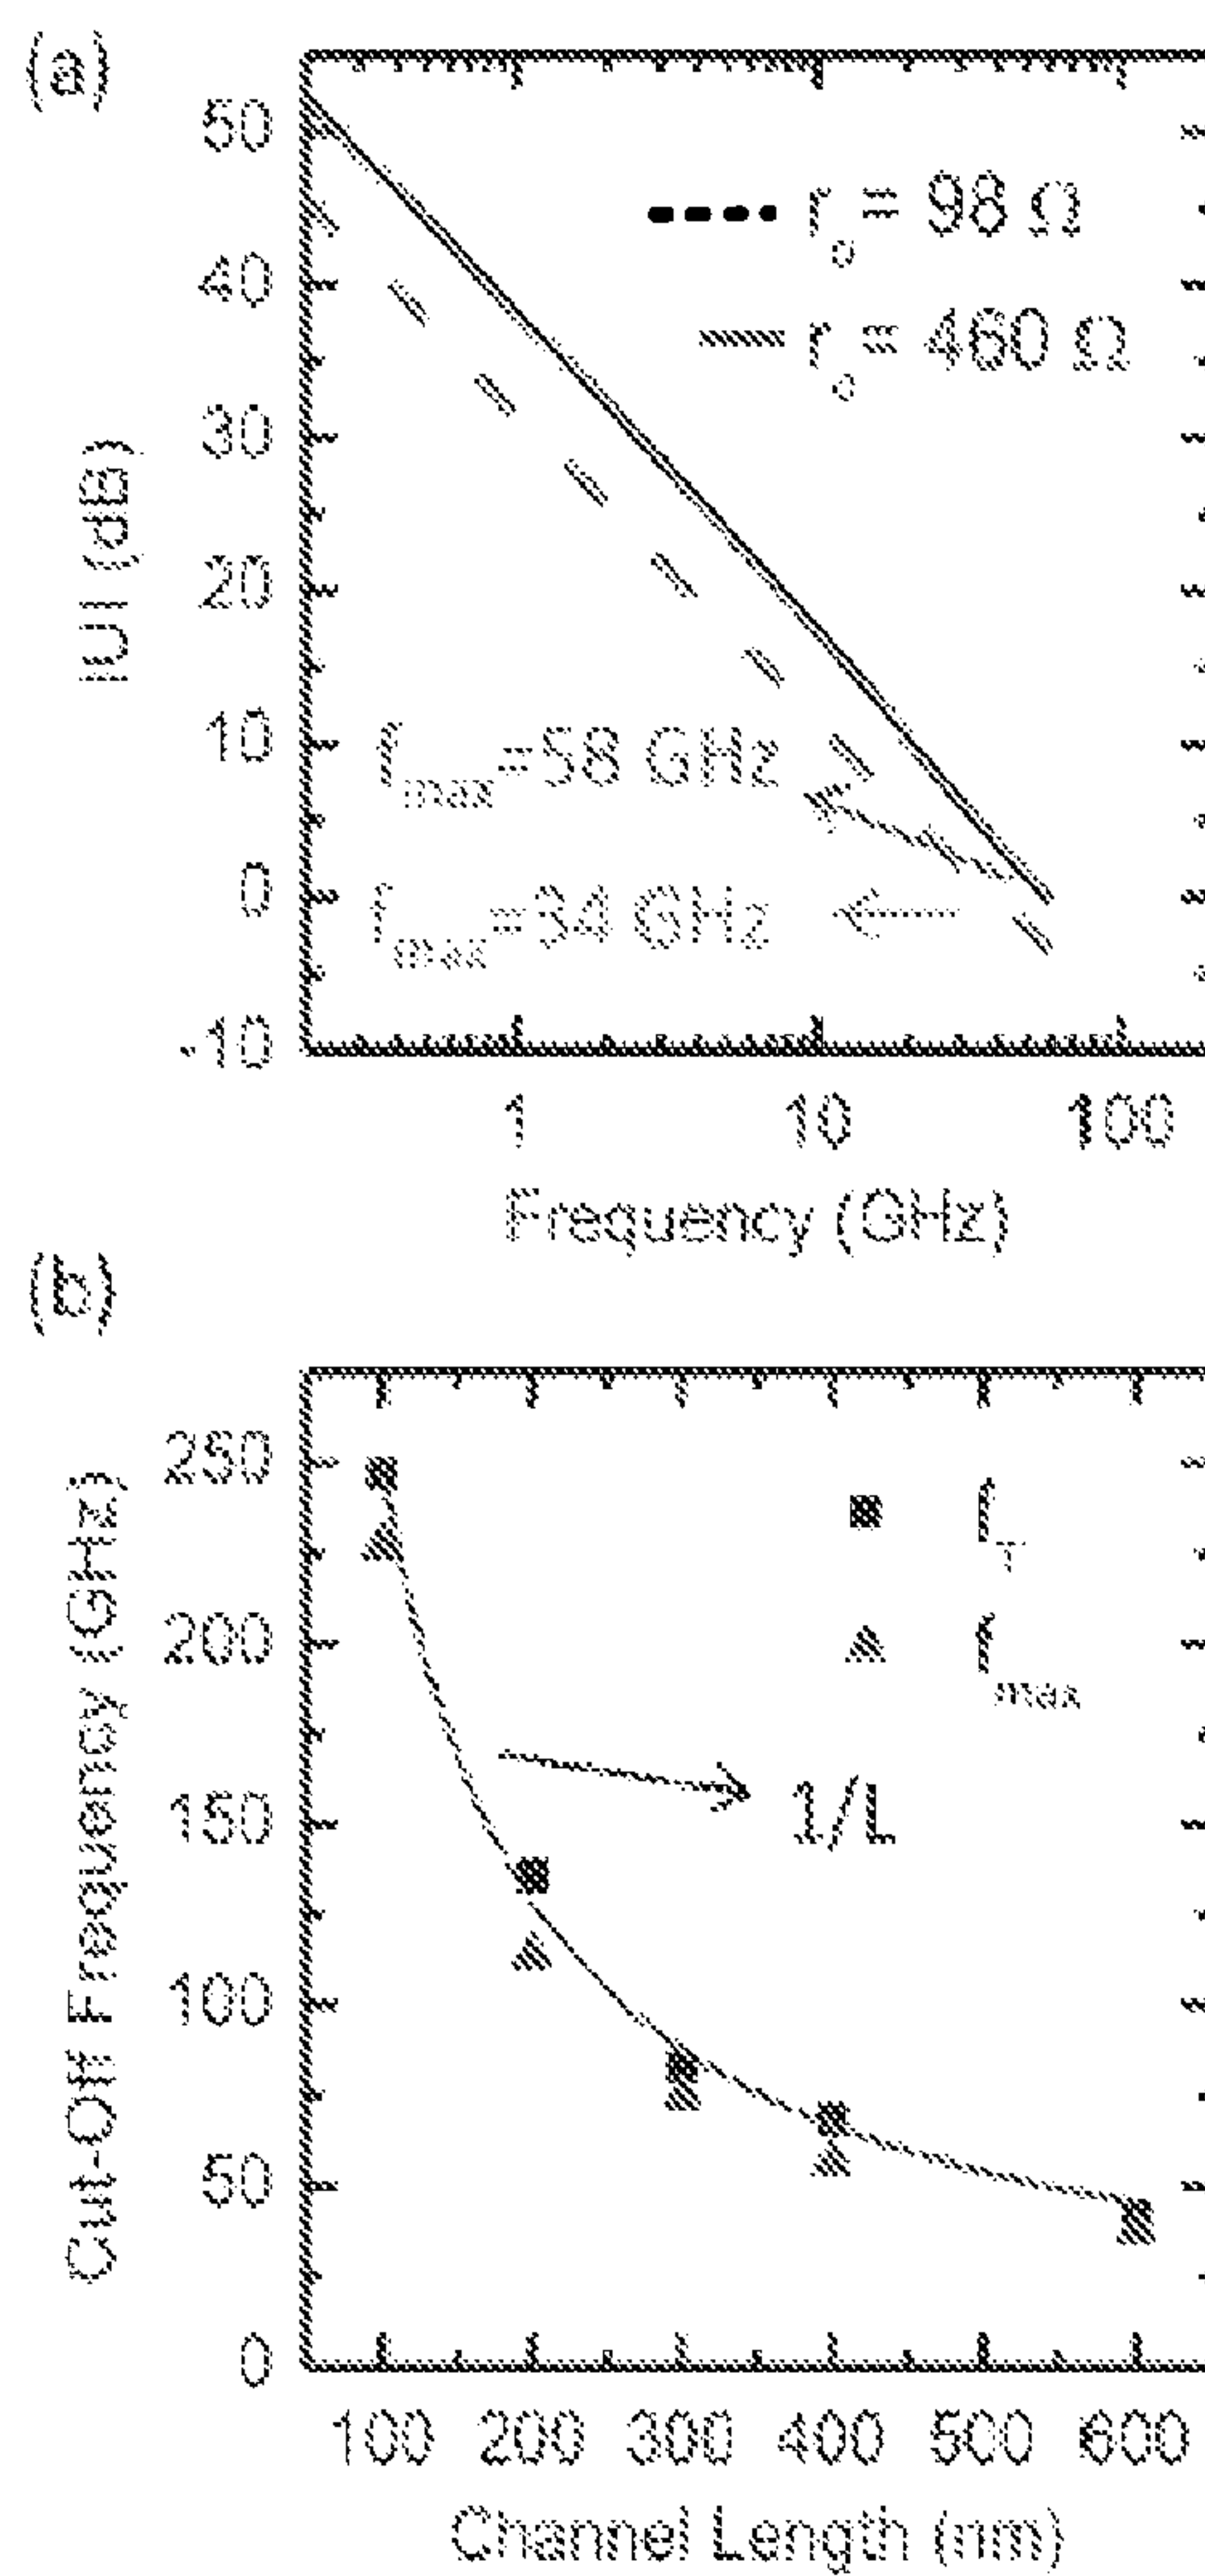 (a)
50
40
30
20
10
0
-10
|U| (dB)
r_o = 98 Ω
r_o = 460 Ω
f_max=58 GHz
f_max=34 GHz
1
10
100
Frequency (GHz)
(b)
250
200
150
100
50
0
Cut-Off Frequency (GHz)
f_T
f_max
1/L
100 200 300 400 500 600
Channel Length (nm)